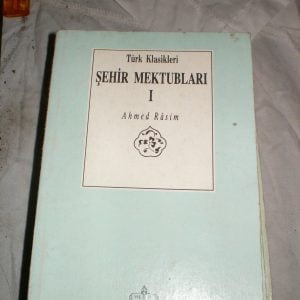 Türk Klasikleri
ŞEHİR MEKTUBLARI
I
Ahmed Râsim